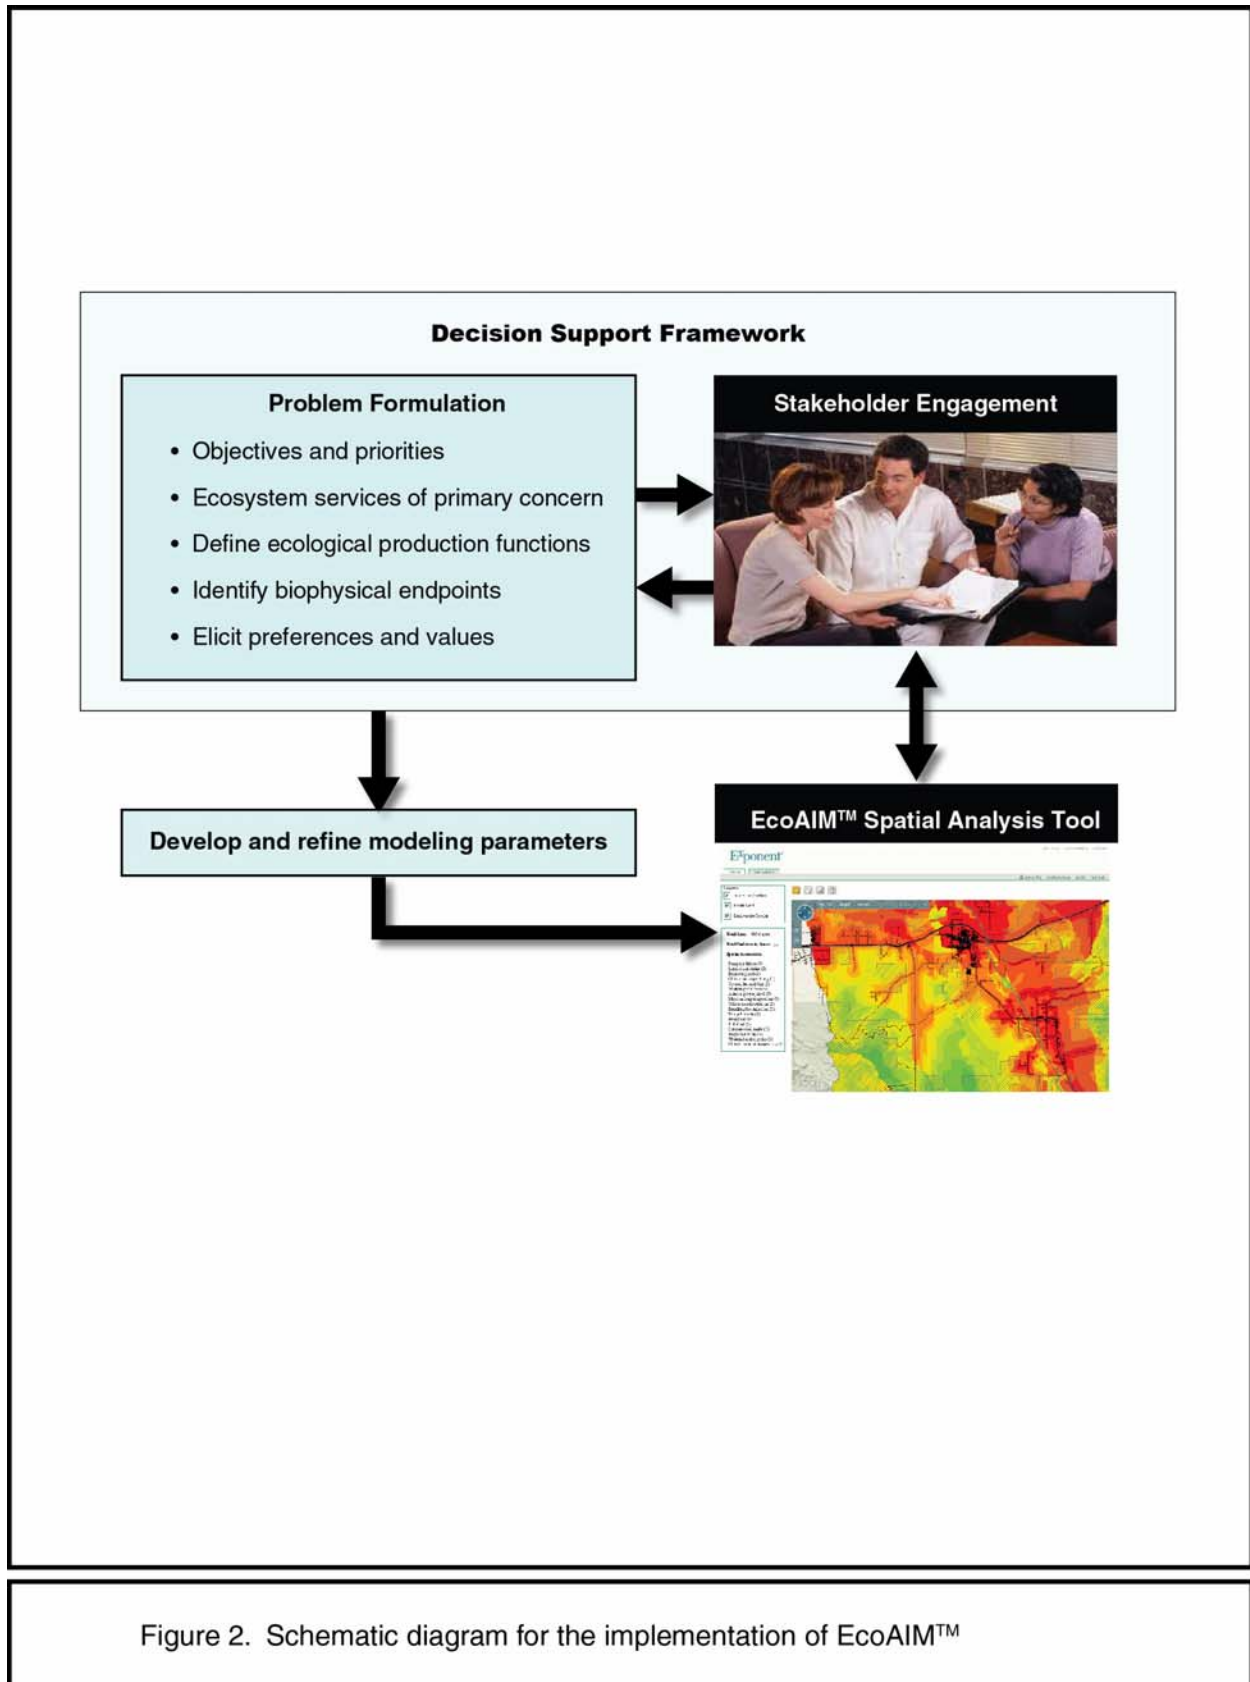 Decision Support Framework
Problem Formulation
• Objectives and priorities
• Ecosystem services of primary concern
• Define ecological production functions
• Identify biophysical endpoints
• Elicit preferences and values
Stakeholder Engagement
Develop and refine modeling parameters
EcoAIM™ Spatial Analysis Tool
Exponent
Figure 2. Schematic diagram for the implementation of EcoAIM™